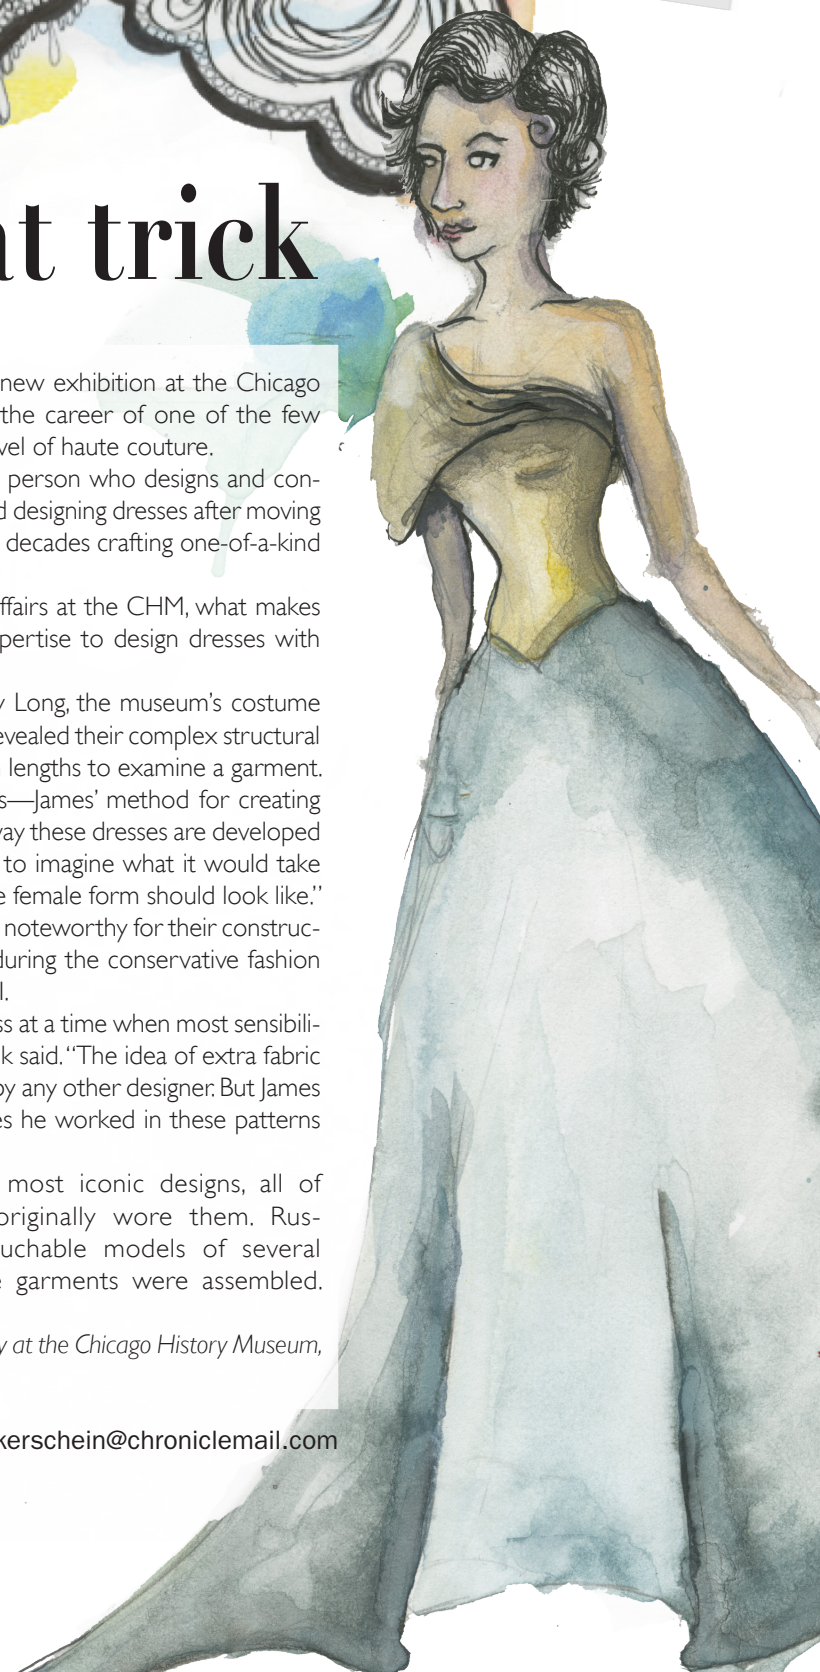 t trick
new exhibition at the Chicago
the career of one of the few
vel of haute couture.
person who designs and con-
d designing dresses after moving
decades crafting one-of-a-kind
ffairs at the CHM, what makes
pertise to design dresses with
y Long, the museum’s costume
evealed their complex structural
lengths to examine a garment.
s—James’ method for creating
way these dresses are developed
to imagine what it would take
e female form should look like.”
noteworthy for their construc-
during the conservative fashion
l.
ss at a time when most sensibili-
k said. “The idea of extra fabric
by any other designer. But James
es he worked in these patterns
most iconic designs, all of
originally wore them. Rus-
uchable models of several
e garments were assembled.
y at the Chicago History Museum,
kerschein@chroniclemail.com